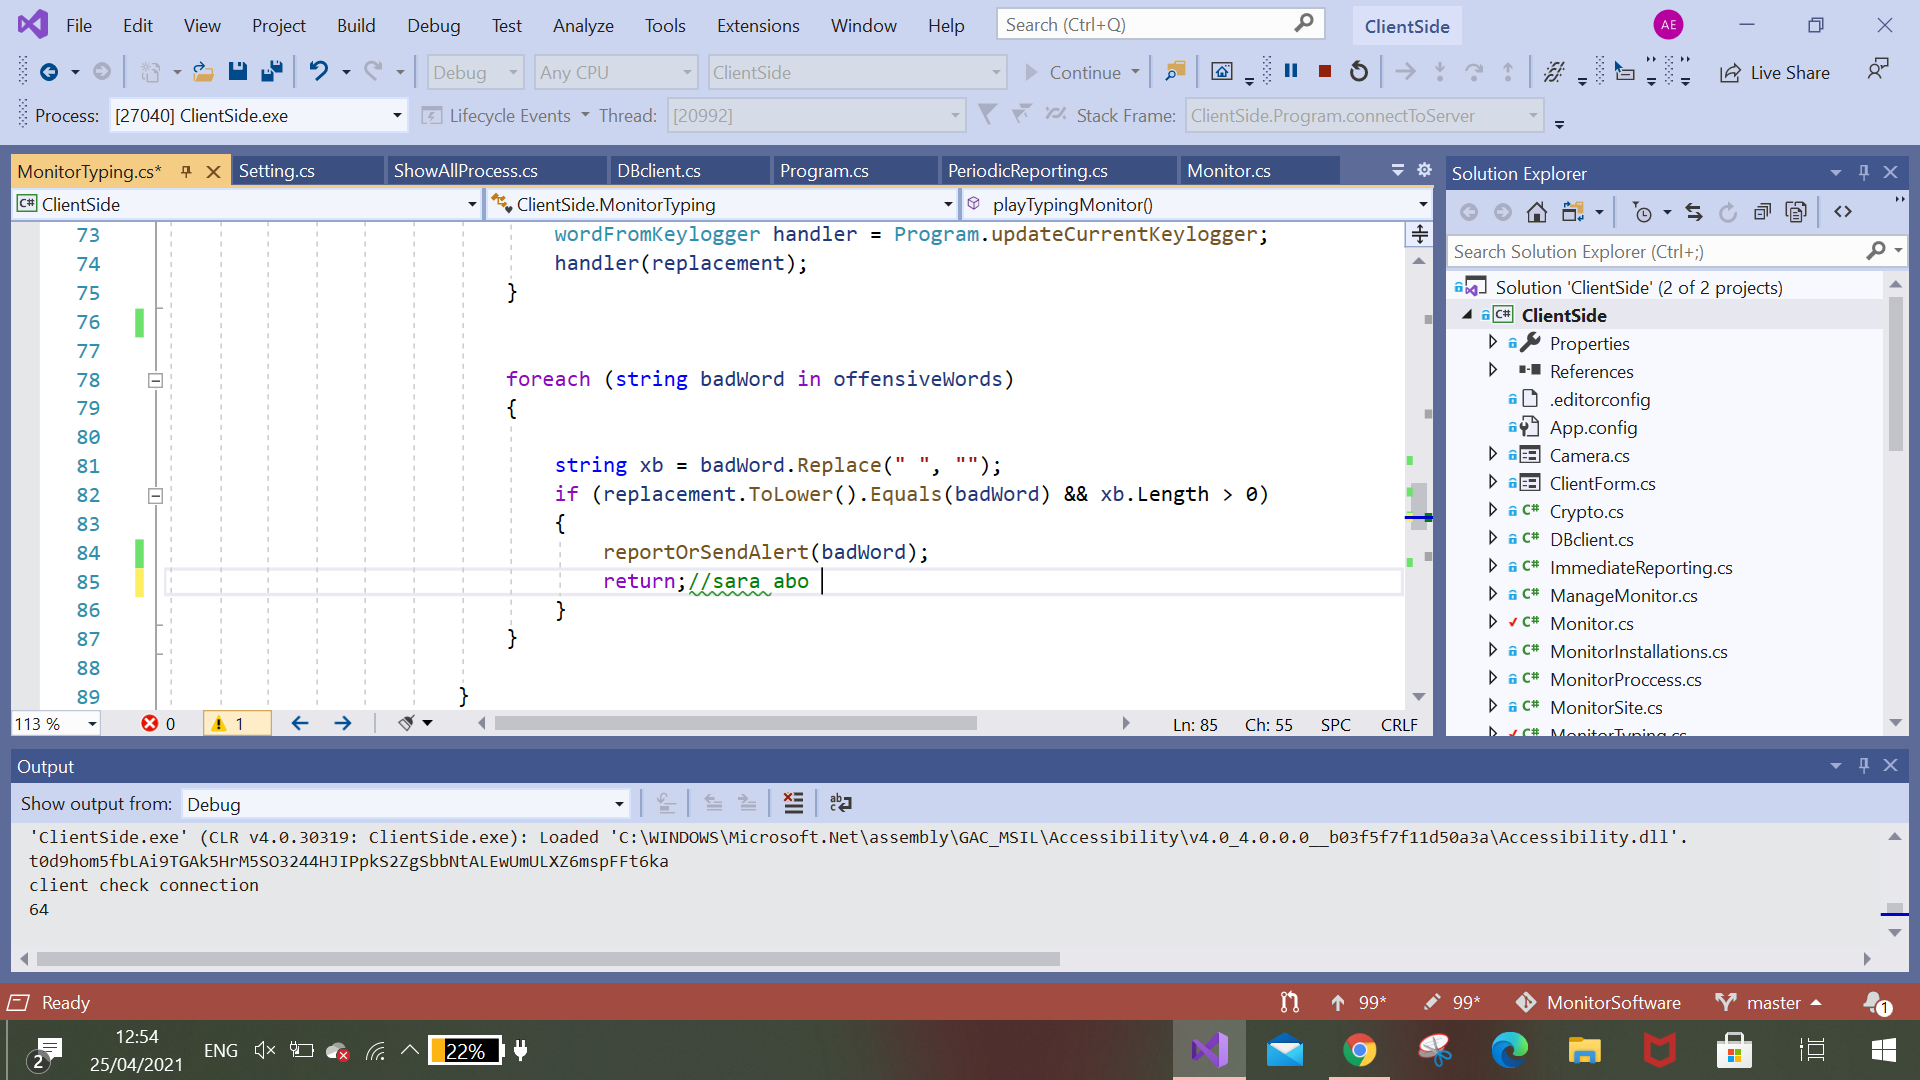 File Edit View Project Build Debug Test Analyze Tools Extensions Window Help Search (Ctrl+Q) ClientSide AE
Debug Any CPU ClientSide Continue Live Share
Process: [27040] ClientSide.exe Lifecycle Events Thread: [20992] Stack Frame: ClientSide.Program.connectToServer
MonitorTyping.cs* Setting.cs ShowAllProcess.cs DBclient.cs Program.cs PeriodicReporting.cs Monitor.cs
C# ClientSide ClientSide.MonitorTyping playTypingMonitor()
73 wordFromKeylogger handler = Program.updateCurrentKeylogger;
74 handler(replacement);
75 }
76
77
78 foreach (string badWord in offensiveWords)
79 {
80
81 string xb = badWord.Replace(" ", "");
82 if (replacement.ToLower().Equals(badWord) && xb.Length > 0)
83 {
84 reportOrSendAlert(badWord);
85 return;//sara abo
86 }
87 }
88
89 }
113 % 0 1 Ln: 85 Ch: 55 SPC CRLF
Solution Explorer
Search Solution Explorer (Ctrl+;)
Solution 'ClientSide' (2 of 2 projects)
C# ClientSide
Properties
References
.editorconfig
App.config
Camera.cs
ClientForm.cs
C# Crypto.cs
C# DBclient.cs
C# ImmediateReporting.cs
C# ManageMonitor.cs
C# Monitor.cs
C# MonitorInstallations.cs
C# MonitorProccess.cs
C# MonitorSite.cs
C# MonitorTyping.cs
Output
Show output from: Debug
'ClientSide.exe' (CLR v4.0.30319: ClientSide.exe): Loaded 'C:\WINDOWS\Microsoft.Net\assembly\GAC_MSIL\Accessibility\v4.0_4.0.0.0__b03f5f7f11d50a3a\Accessibility.dll'.
t0d9hom5fbLAi9TGAk5HrM5SO3244HJIPpkS2ZgSbbNtALEwUmULXZ6mspFFt6ka
client check connection
64
Ready 99* 99* MonitorSoftware master 1
2 12:54 25/04/2021 ENG 22%